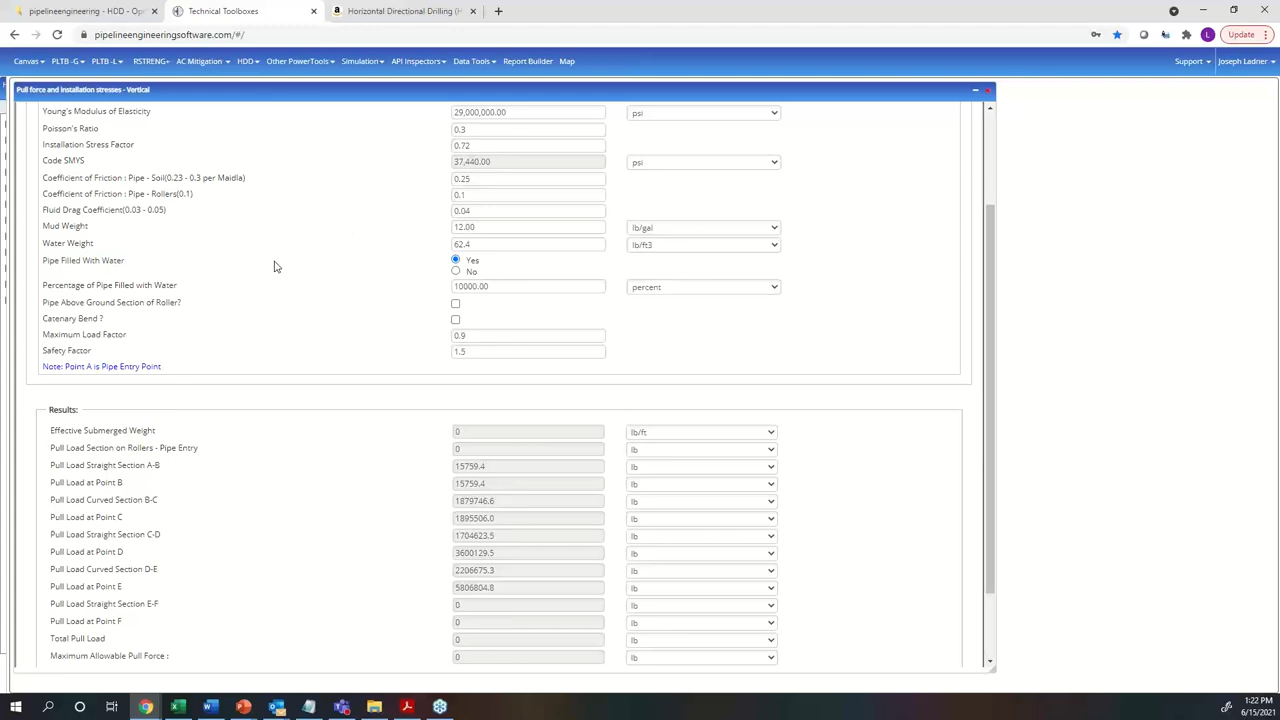 pipelineengineering - HDD - Op
Technical Toolboxes
Horizontal Directional Drilling (H
pipelineengineeringsoftware.com/#/
Update
Canvas PLTB -G PLTB -L RSTRENG+ AC Mitigation HDD Other PowerTools Simulation API Inspectors Data Tools Report Builder Map Support Joseph Ladner
Pull force and installation stresses - Vertical
Young's Modulus of Elasticity 29,000,000.00 psi
Poisson's Ratio 0.3
Installation Stress Factor 0.72
Code SMYS 37,440.00 psi
Coefficient of Friction : Pipe - Soil(0.23 - 0.3 per Maidla) 0.25
Coefficient of Friction : Pipe - Rollers(0.1) 0.1
Fluid Drag Coefficient(0.03 - 0.05) 0.04
Mud Weight 12.00 lb/gal
Water Weight 62.4 lb/ft3
Pipe Filled With Water Yes
No
Percentage of Pipe Filled with Water 10000.00 percent
Pipe Above Ground Section of Roller?
Catenary Bend ?
Maximum Load Factor 0.9
Safety Factor 1.5
Note: Point A is Pipe Entry Point
Results:
Effective Submerged Weight 0 lb/ft
Pull Load Section on Rollers - Pipe Entry 0 lb
Pull Load Straight Section A-B 15759.4 lb
Pull Load at Point B 15759.4 lb
Pull Load Curved Section B-C 1879746.6 lb
Pull Load at Point C 1895506.0 lb
Pull Load Straight Section C-D 1704623.5 lb
Pull Load at Point D 3600129.5 lb
Pull Load Curved Section D-E 2206675.3 lb
Pull Load at Point E 5806804.8 lb
Pull Load Straight Section E-F 0 lb
Pull Load at Point F 0 lb
Total Pull Load 0 lb
Maximum Allowable Pull Force : 0 lb
1:22 PM
6/15/2021